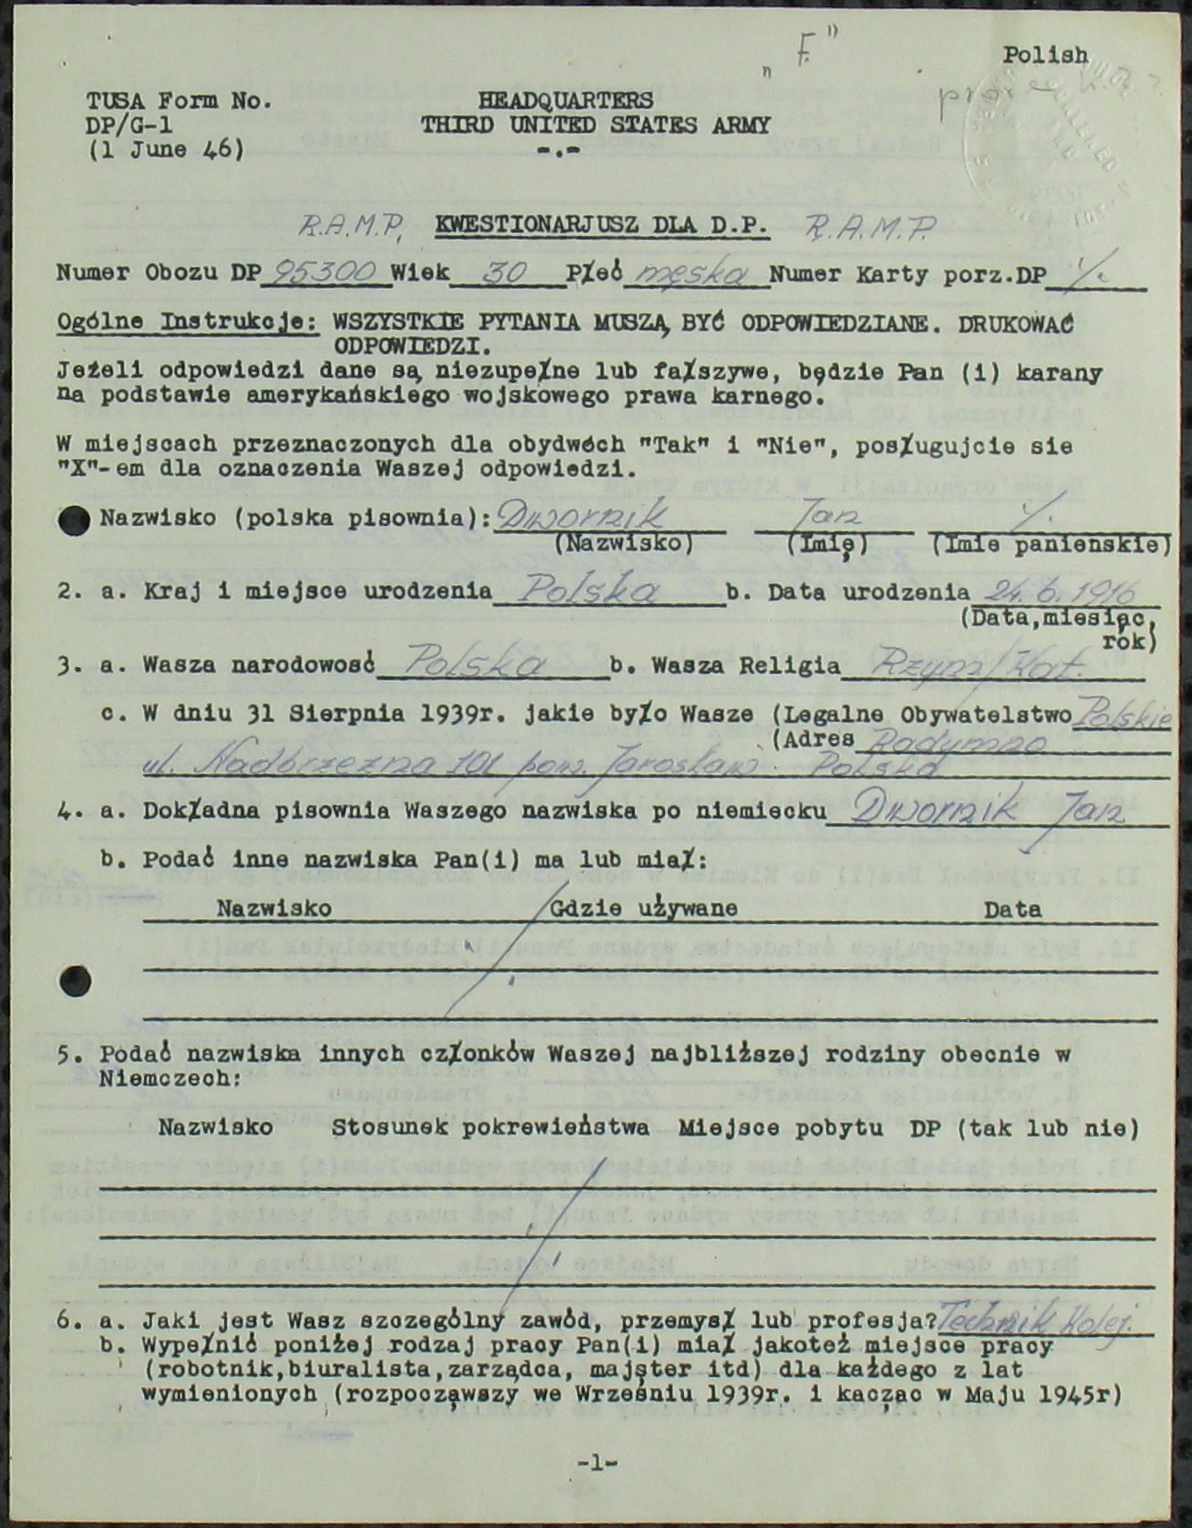 "F."
Polish
TUSA Form No.
HEADQUARTERS
DP/G-1
THIRD UNITED STATES ARMY
(1 June 46)
-.-
R.A.M.P. KWESTIONARJUSZ DLA D.P. R.A.M.P.
Numer Obozu DP 95300 Wiek 30 Płeć męska Numer Karty porz.DP ./.
Ogólne Instrukcje: WSZYSTKIE PYTANIA MUSZĄ BYĆ ODPOWIEDZIANE. DRUKOWAĆ
ODPOWIEDZI.
Jeżeli odpowiedzi dane są niezupełne lub fałszywe, będzie Pan (i) karany
na podstawie amerykańskiego wojskowego prawa karnego.
W miejscach przeznaczonych dla obydwóch "Tak" i "Nie", posługujcie sie
"X"-em dla oznaczenia Waszej odpowiedzi.
Nazwisko (polska pisownia): Dwornik Jan ./.
(Nazwisko) (Imię) (Imie panieńskie)
2. a. Kraj i miejsce urodzenia Polska b. Data urodzenia 24.6.1916
(Data,miesiąc,
rok)
3. a. Wasza narodowosć Polska b. Wasza Religia Rzym/Kat.
c. W dniu 31 Sierpnia 1939r. jakie było Wasze (Legalne Obywatelstwo Polskie
(Adres Radymno
ul. Nadbrzezna 101 pow. Jarosław. Polska
4. a. Dokładna pisownia Waszego nazwiska po niemiecku Dwornik Jan
b. Podać inne nazwiska Pan(i) ma lub miał:
Nazwisko Gdzie używane Data
./.
5. Podać nazwiska innych członków Waszej najbliższej rodziny obecnie w
Niemczech:
Nazwisko Stosunek pokrewieństwa Miejsce pobytu DP (tak lub nie)
./.
6. a. Jaki jest Wasz szczególny zawód, przemysł lub profesja? Technik Kolej.
b. Wypełnić poniżej rodzaj pracy Pan(i) miał jakoteż miejsce pracy
(robotnik,biuralista,zarządca, majster itd) dla każdego z lat
wymienionych (rozpocząwszy we Wrześniu 1939r. i kacząc w Maju 1945r)
-1-